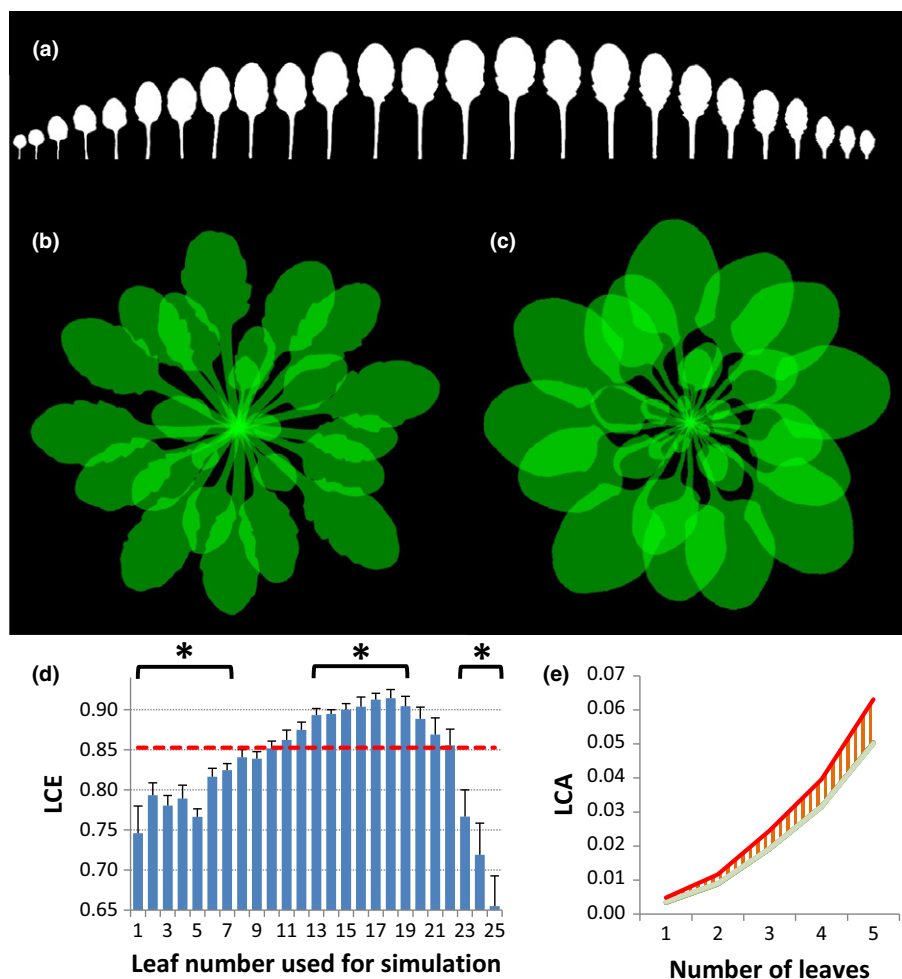 (a)
(b)
(c)
(d)
* * *
LCE
0.90
0.85
0.80
0.75
0.70
0.65
1 3 5 7 9 11 13 15 17 19 21 23 25
Leaf number used for simulation
(e)
LCA
0.07
0.06
0.05
0.04
0.03
0.02
0.01
0.00
1 2 3 4 5
Number of leaves